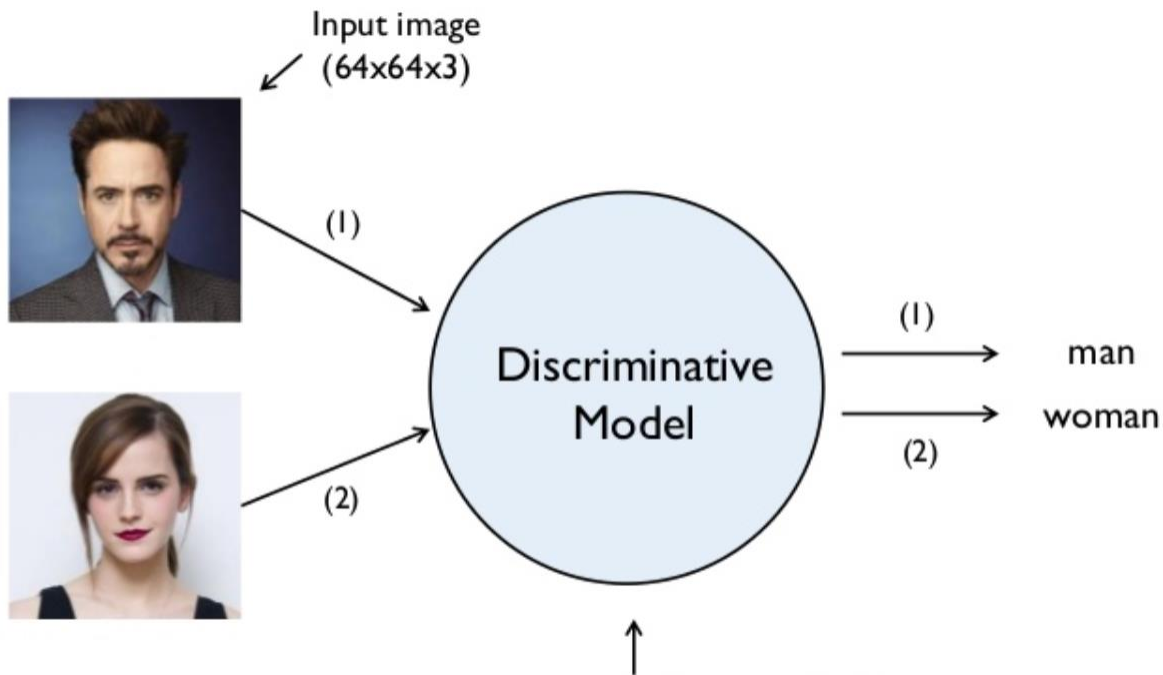 Input image
(64x64x3)
(1)
(2)
Discriminative
Model
(1)
man
woman
(2)